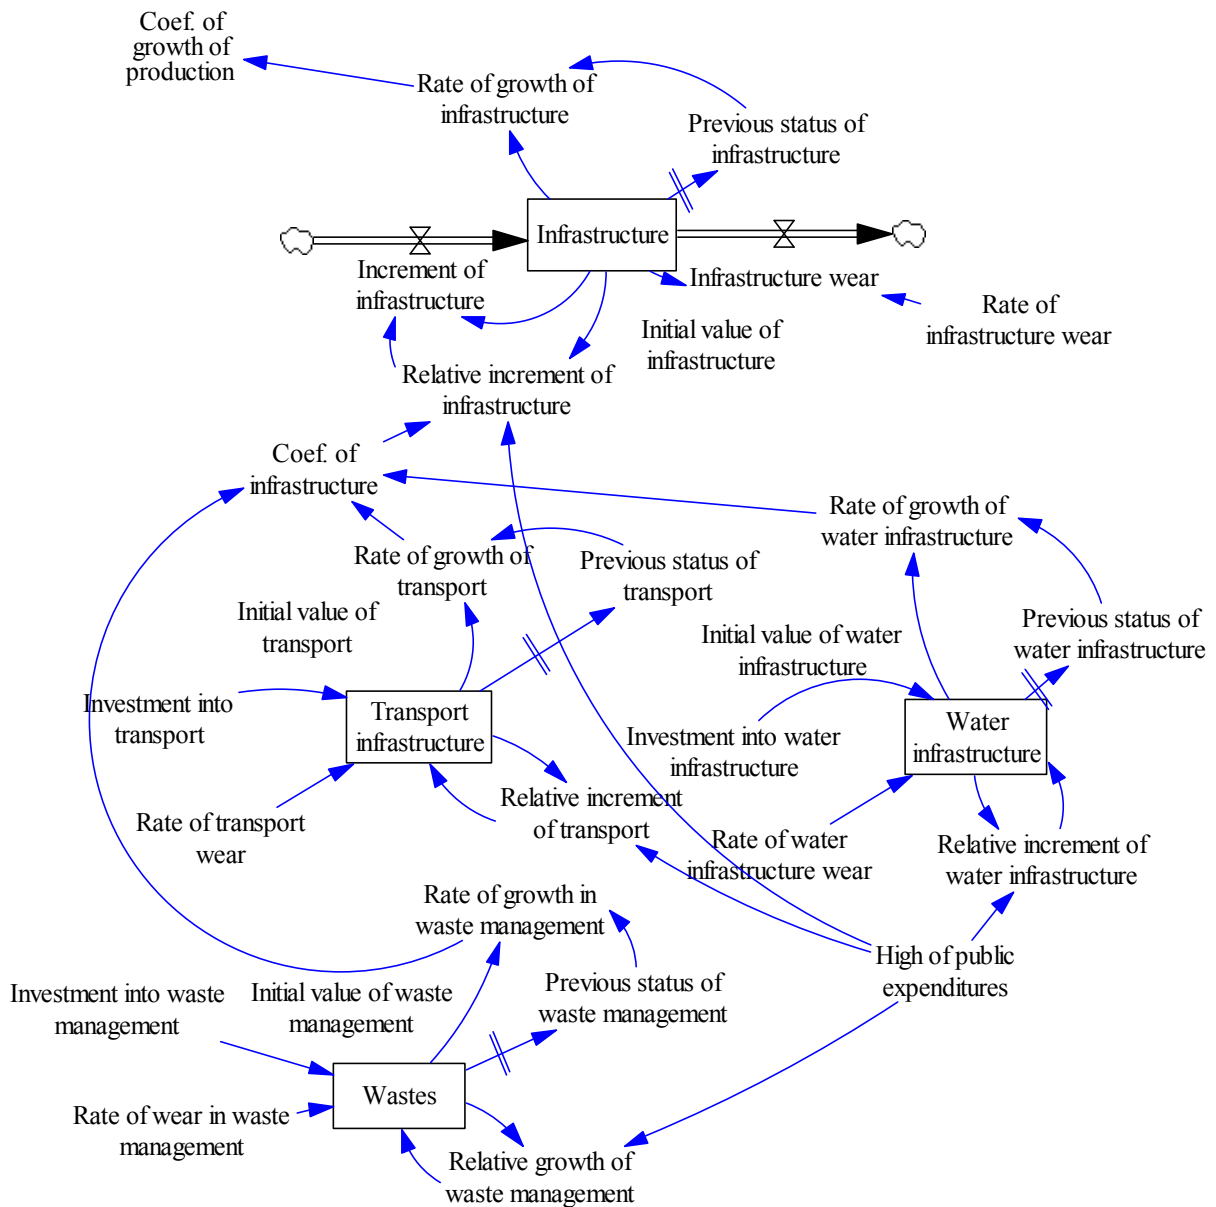 Coef. of
growth of
production
Rate of growth of
infrastructure
Previous status of
infrastructure
Infrastructure
Increment of
infrastructure
Infrastructure wear
Rate of
infrastructure wear
Initial value of
infrastructure
Relative increment of
infrastructure
Coef. of
infrastructure
Rate of growth of
water infrastructure
Rate of growth of
transport
Previous status of
transport
Initial value of
transport
Initial value of water
infrastructure
Previous status of
water infrastructure
Investment into
transport
Transport
infrastructure
Investment into water
infrastructure
Water
infrastructure
Relative increment
of transport
Rate of transport
wear
Rate of water
infrastructure wear
Relative increment of
water infrastructure
Rate of growth in
waste management
High of public
expenditures
Investment into waste
management
Initial value of waste
management
Previous status of
waste management
Wastes
Rate of wear in waste
management
Relative growth of
waste management